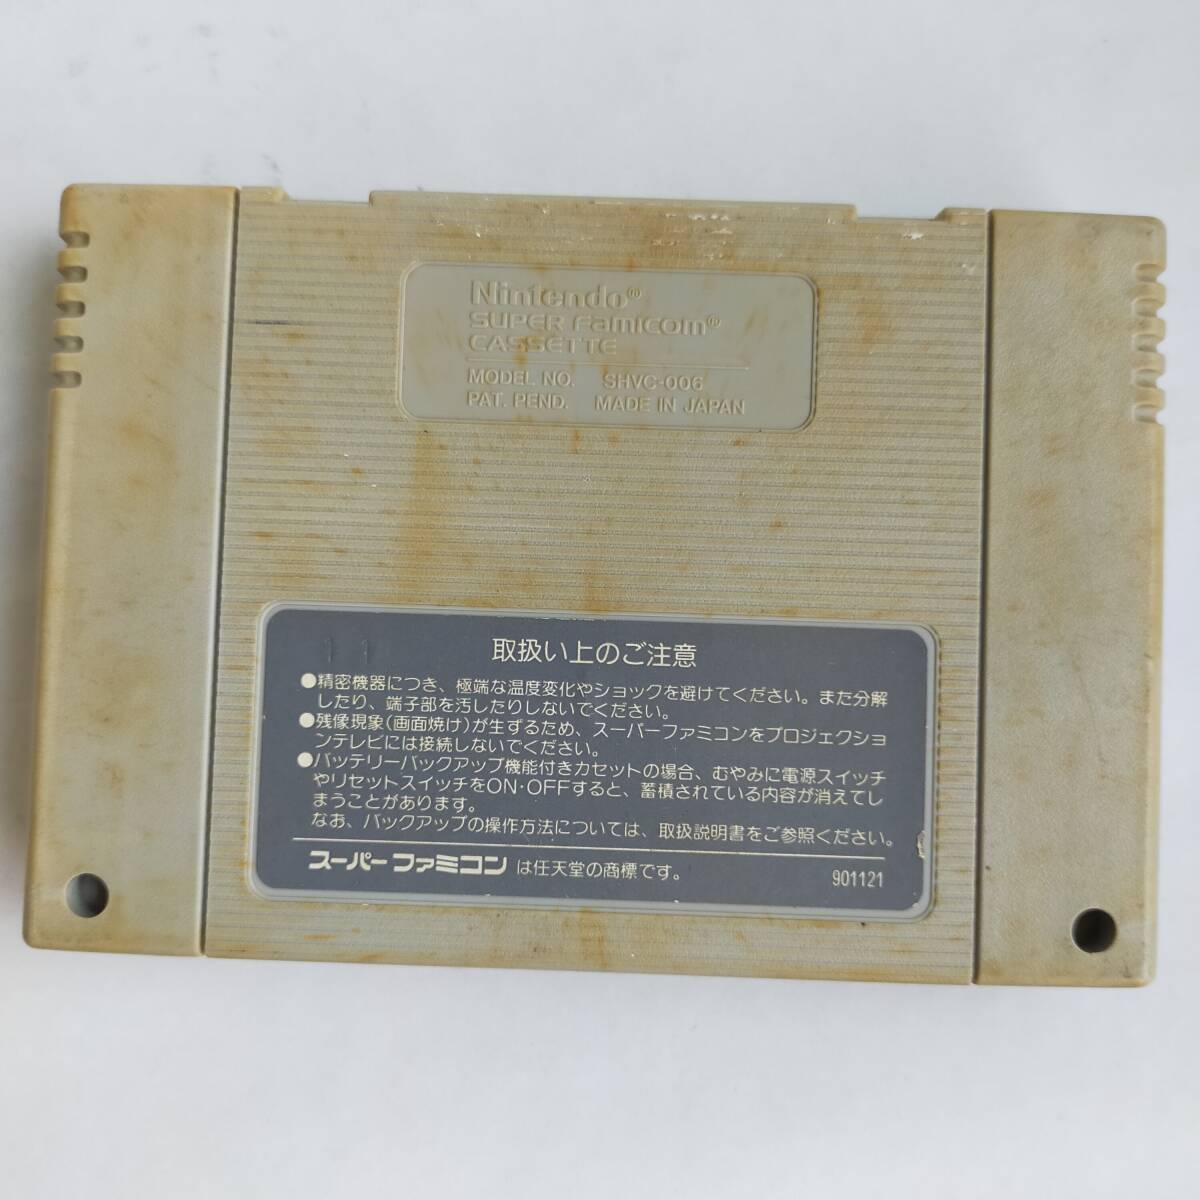 Nintendo®
SUPER Famicom®
CASSETTE
MODEL NO. SHVC-006
PAT. PEND. MADE IN JAPAN
11
取扱い上のご注意
●精密機器につき、極端な温度変化やショックを避けてください。また分解
したり、端子部を汚したりしないでください。
●残像現象(画面焼け)が生ずるため、スーパーファミコンをプロジェクショ
ンテレビには接続しないでください。
●バッテリーバックアップ機能付きカセットの場合、むやみに電源スイッチ
やリセットスイッチをON・OFFすると、蓄積されている内容が消えてし
まうことがあります。
なお、バックアップの操作方法については、取扱説明書をご参照ください。
スーパーファミコン は任天堂の商標です。
901121